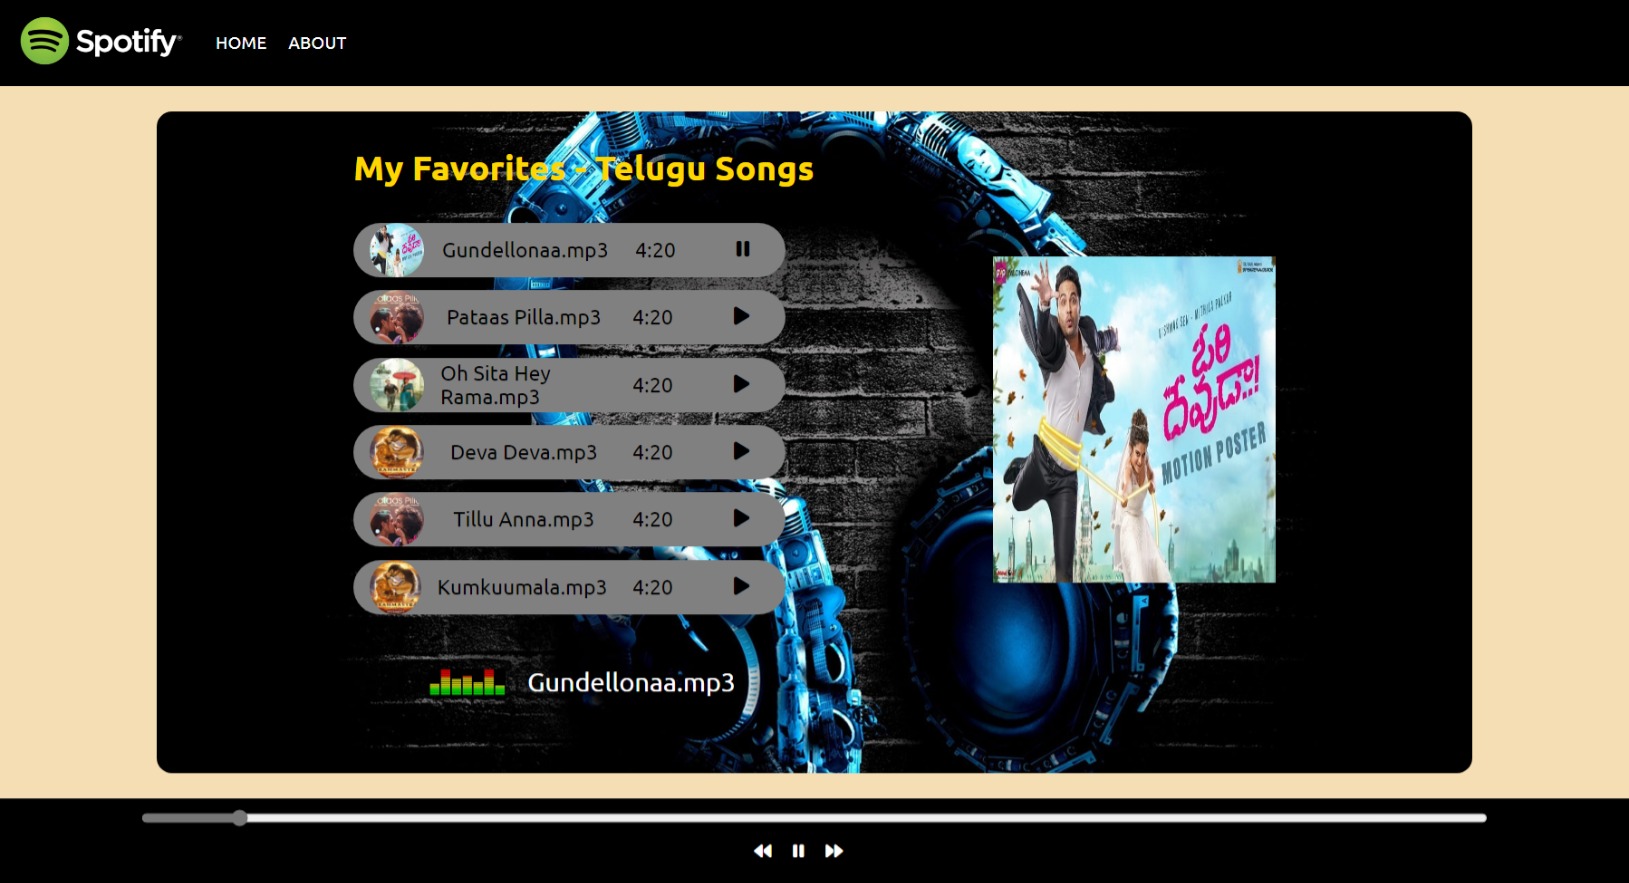 Spotify
HOME
ABOUT
My Favorites - Telugu Songs
Gundellonaa.mp3 4:20
Pataas Pilla.mp3 4:20
Oh Sita Hey
Rama.mp3 4:20
Deva Deva.mp3 4:20
Tillu Anna.mp3 4:20
Kumkuumala.mp3 4:20
ఓరి
దేవుడా..!
MOTION POSTER
Gundellonaa.mp3